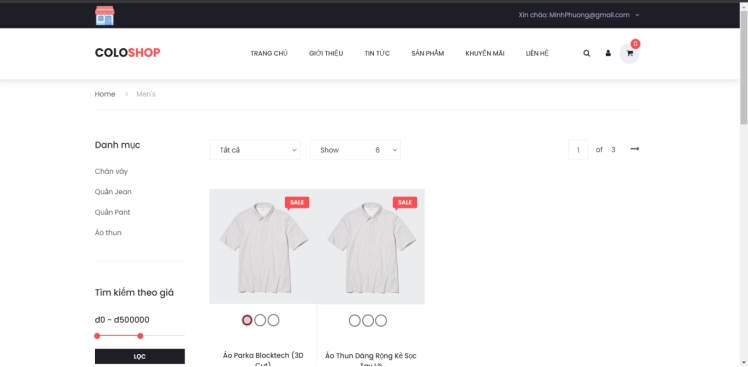 Xin chào: MinhPhuong@gmail.com
COLOSHOP
TRANG CHỦ GIỚI THIỆU TIN TỨC SẢN PHẨM KHUYẾN MÃI LIÊN HỆ
0
Home > Men's
Danh mục
Chân váy
Quần Jean
Quần Pant
Áo thun
Tìm kiếm theo giá
đ0 - đ500000
LỌC
Tất cả Show 6
1 of 3
SALE SALE
Áo Parka Blocktech (3D
Cut)
Áo Thun Dáng Rộng Kẻ Sọc